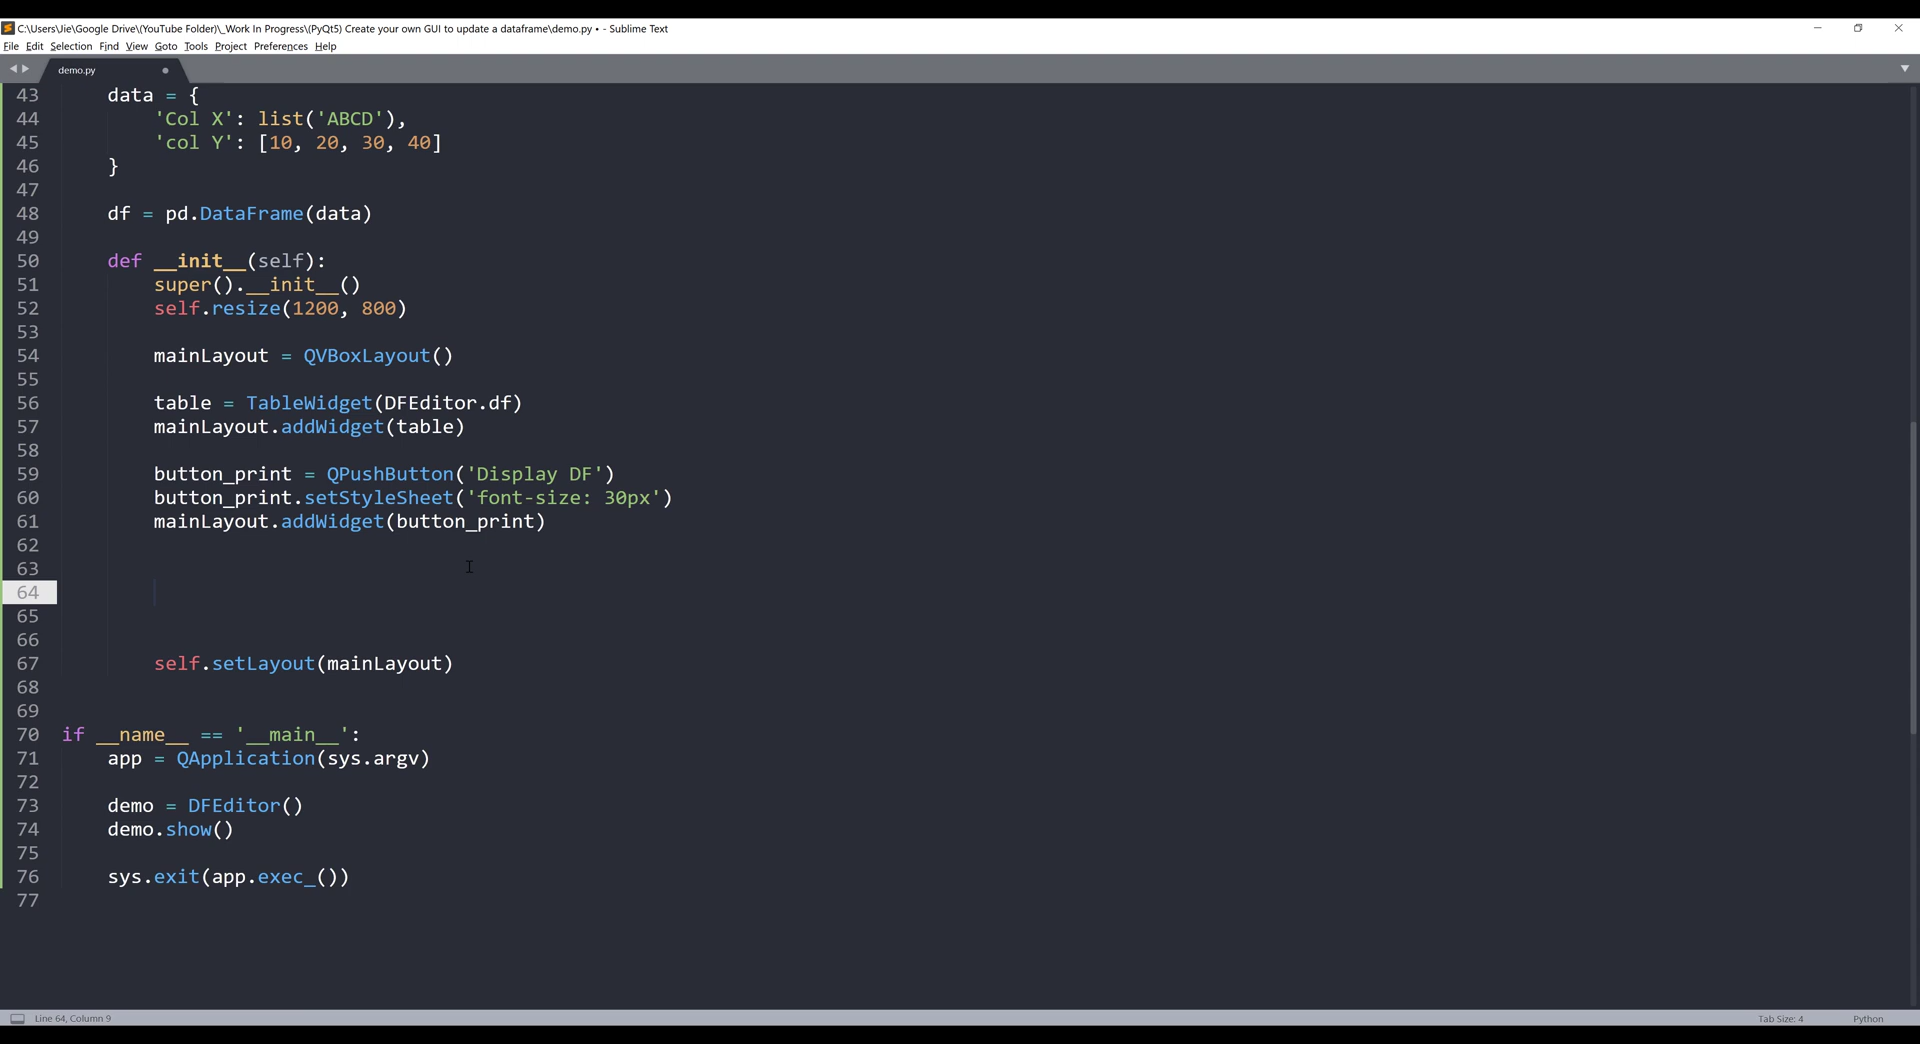 C:\Users\Jie\Google Drive\(YouTube Folder)\_Work In Progress\(PyQt5) Create your own GUI to update a dataframe\demo.py • - Sublime Text
File Edit Selection Find View Goto Tools Project Preferences Help
demo.py
43 data = {
44 'Col X': list('ABCD'),
45 'col Y': [10, 20, 30, 40]
46 }
47
48 df = pd.DataFrame(data)
49
50 def __init__(self):
51 super().__init__()
52 self.resize(1200, 800)
53
54 mainLayout = QVBoxLayout()
55
56 table = TableWidget(DFEditor.df)
57 mainLayout.addWidget(table)
58
59 button_print = QPushButton('Display DF')
60 button_print.setStyleSheet('font-size: 30px')
61 mainLayout.addWidget(button_print)
62
63
64
65
66
67 self.setLayout(mainLayout)
68
69
70 if __name__ == '__main__':
71 app = QApplication(sys.argv)
72
73 demo = DFEditor()
74 demo.show()
75
76 sys.exit(app.exec_())
77
Line 64, Column 9 Tab Size: 4 Python